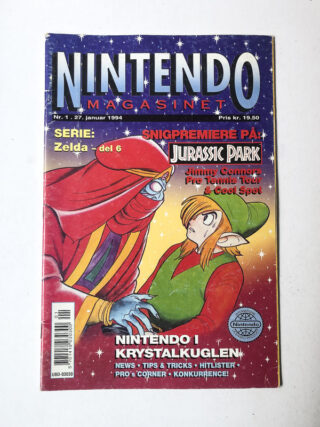 NINTENDO
MAGASINET
Nr. 1 . 27. januar 1994
Pris kr. 19,50
SERIE:
Zelda - del 6
SNIGPREMIERE PÅ:
JURASSIC PARK
Jimmy Connors
Pro Tennis Tour
& Cool Spot
Nintendo
NINTENDO I
KRYSTALKUGLEN
NEWS • TIPS & TRICKS • HITLISTER
PRO's CORNER • KONKURRENCE!